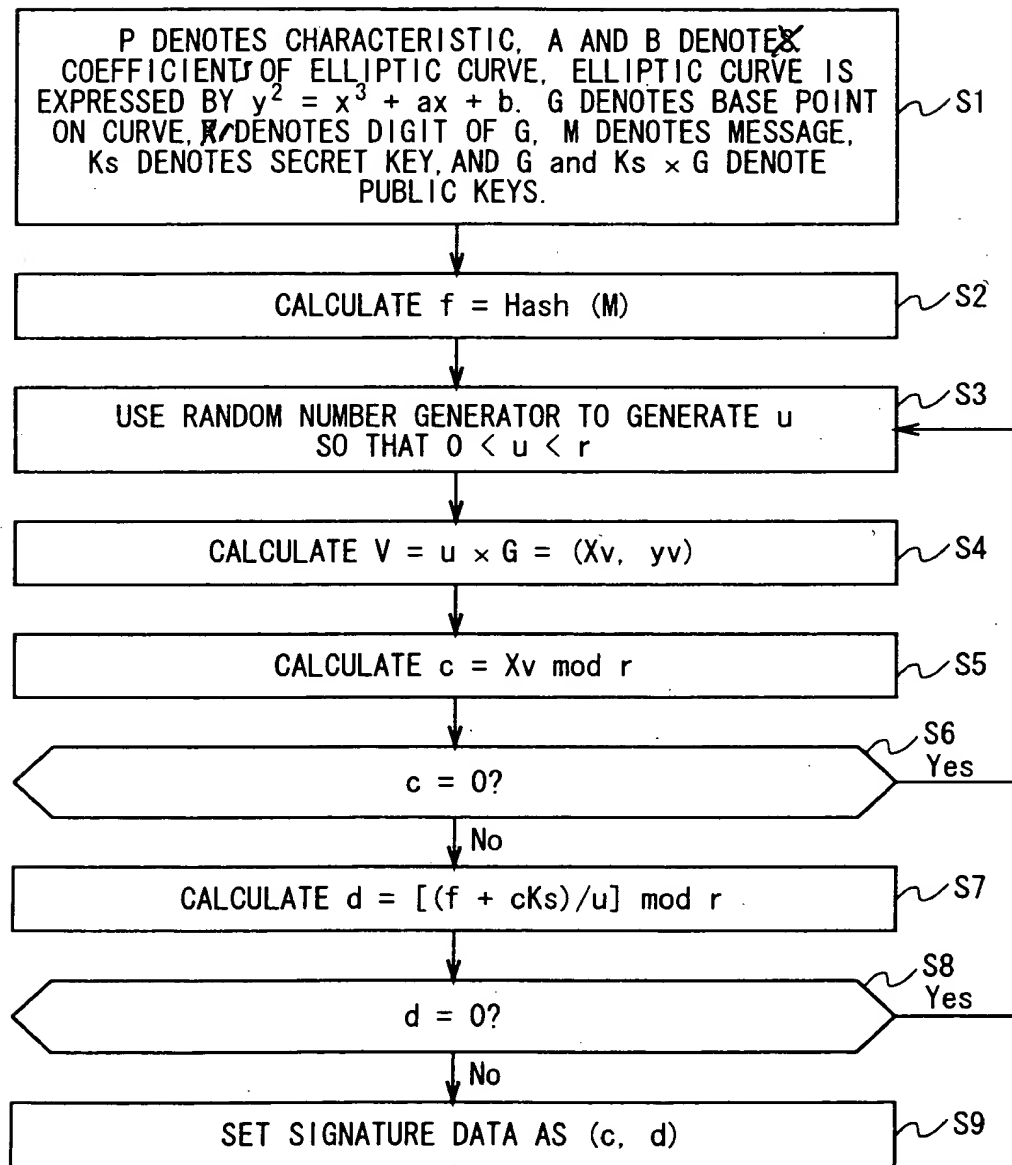 P DENOTES CHARACTERISTIC, A AND B DENOTE
COEFFICIENTS OF ELLIPTIC CURVE, ELLIPTIC CURVE IS
EXPRESSED BY y² = x³ + ax + b. G DENOTES BASE POINT
ON CURVE, r DENOTES DIGIT OF G, M DENOTES MESSAGE,
Ks DENOTES SECRET KEY, AND G and Ks × G DENOTE
PUBLIC KEYS.
S1
CALCULATE f = Hash (M)
S2
USE RANDOM NUMBER GENERATOR TO GENERATE u
SO THAT 0 < u < r
S3
CALCULATE V = u × G = (Xv, yv)
S4
CALCULATE c = Xv mod r
S5
c = 0?
S6
Yes
No
CALCULATE d = [(f + cKs)/u] mod r
S7
d = 0?
S8
Yes
No
SET SIGNATURE DATA AS (c, d)
S9